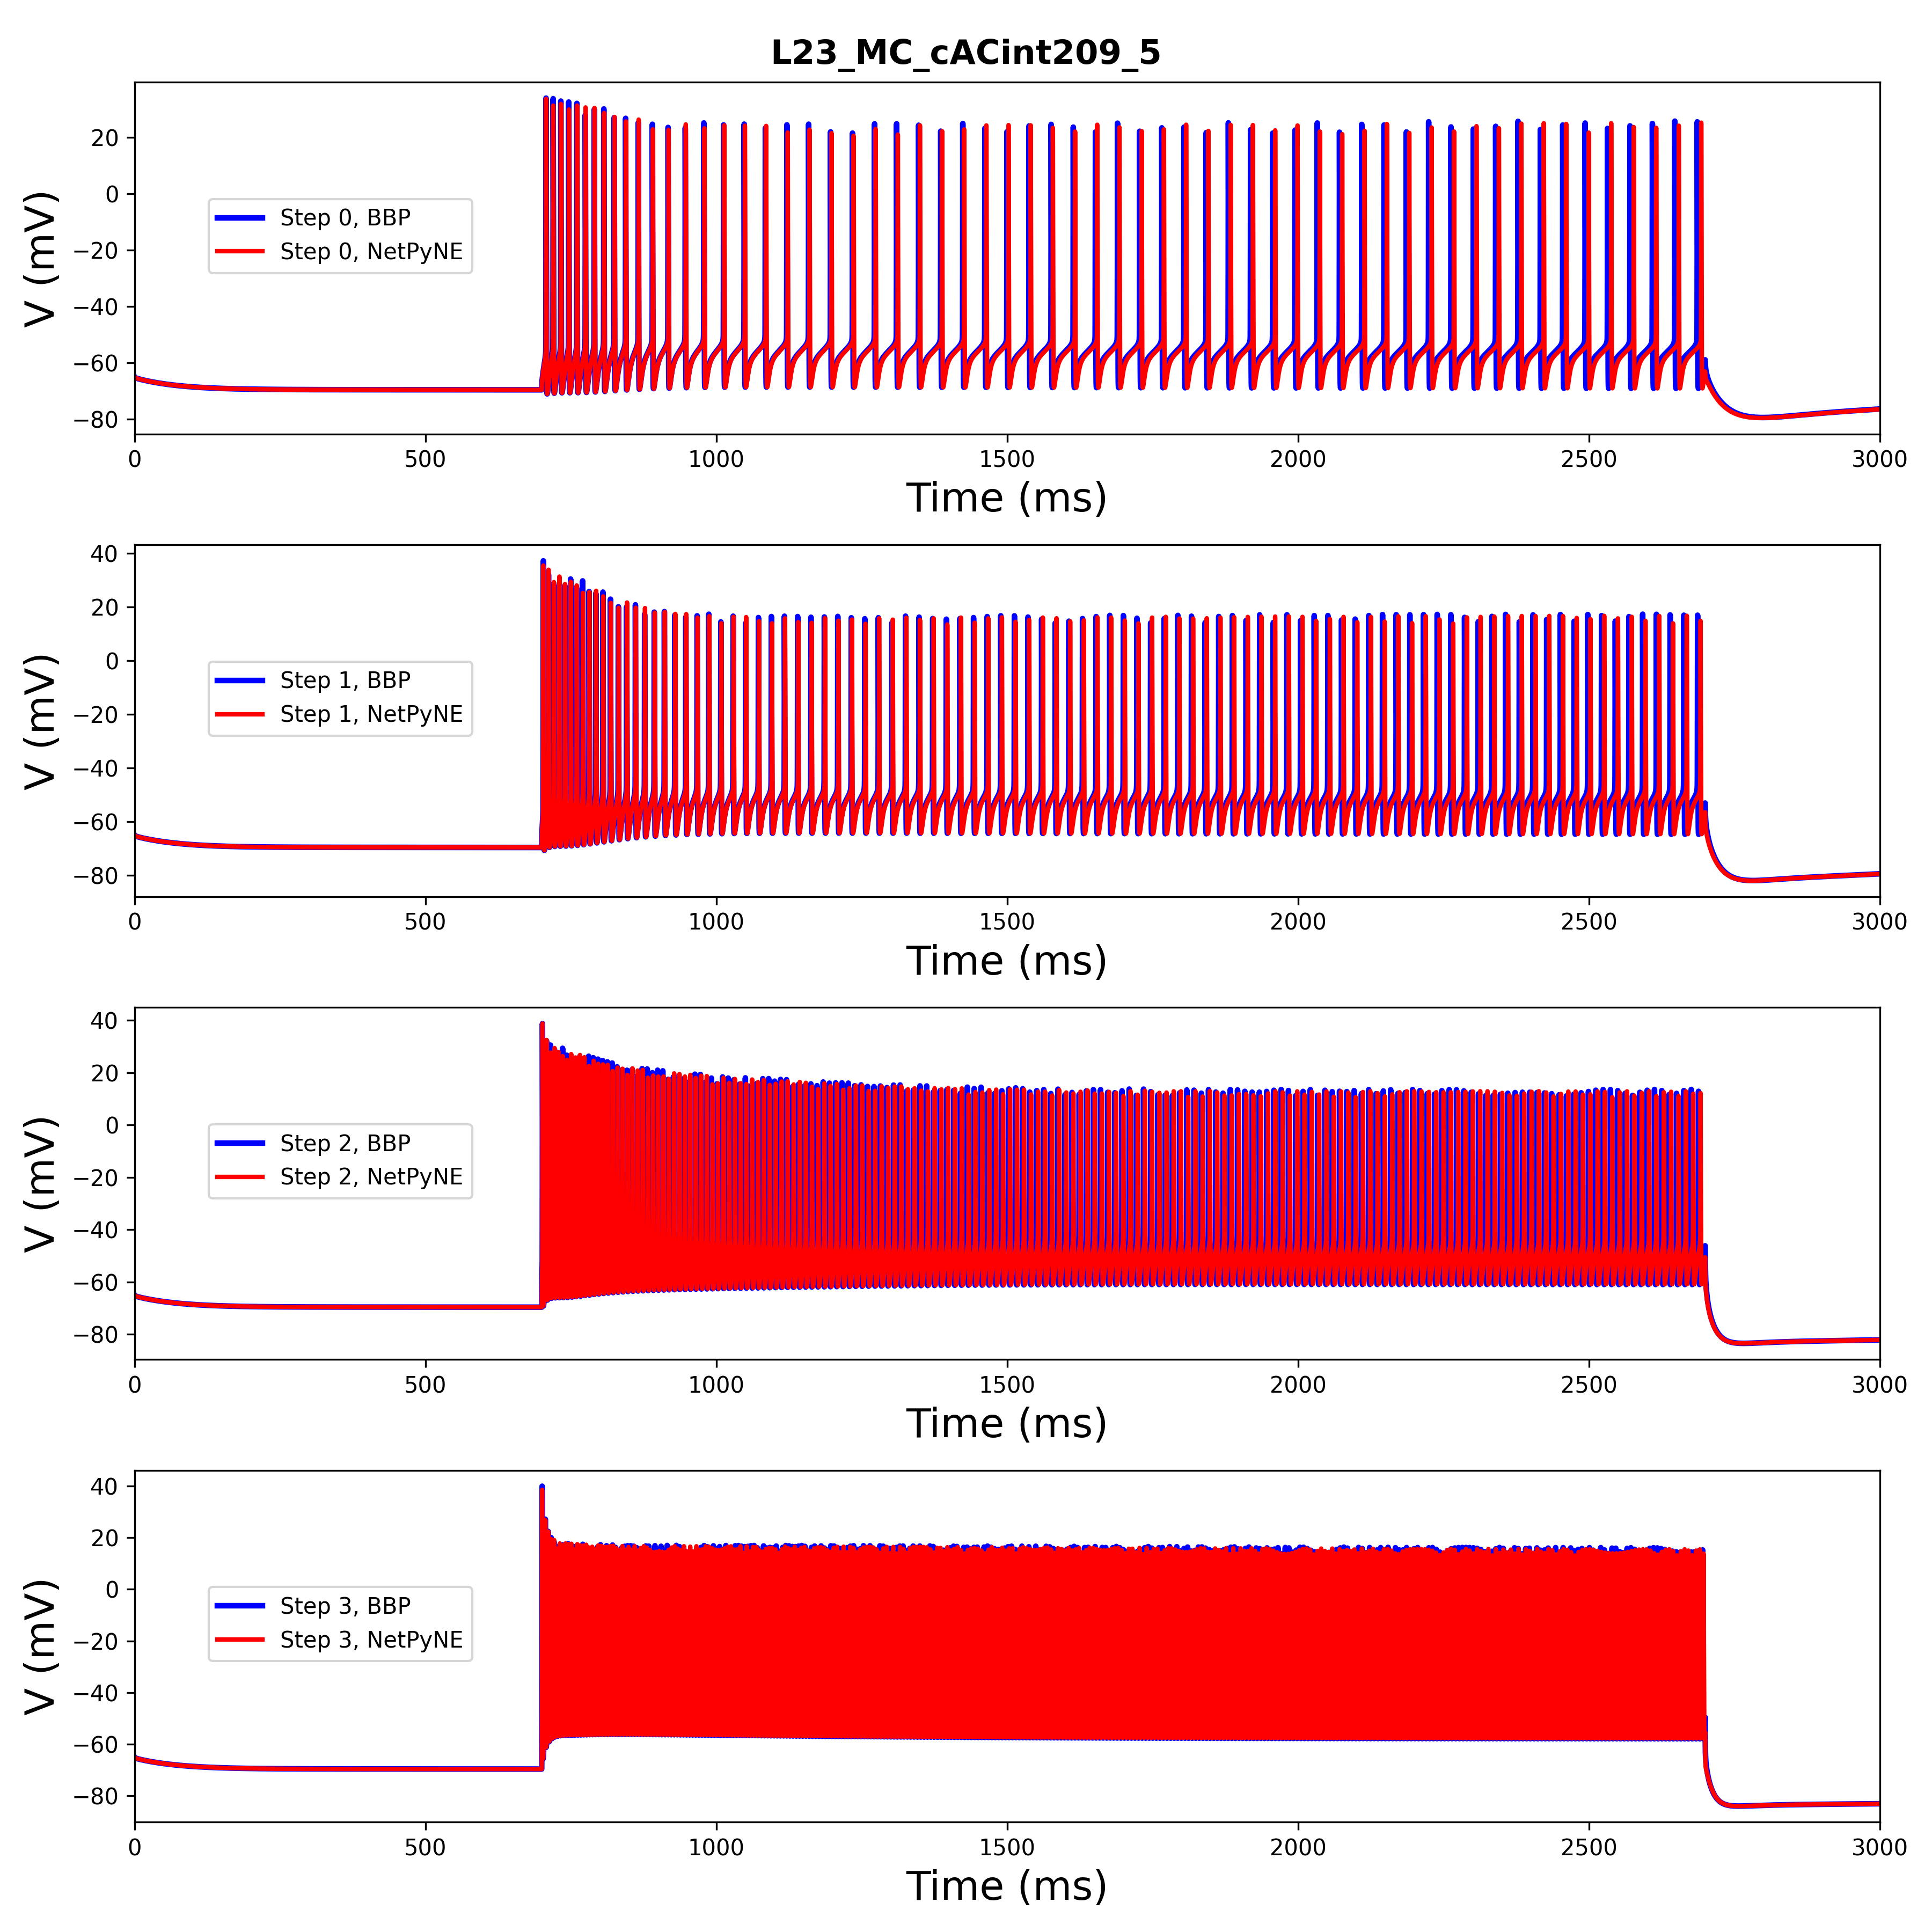 L23_MC_cACint209_5
20
0
−20
−40
−60
−80
V (mV)
Step 0, BBP
Step 0, NetPyNE
0 500 1000 1500 2000 2500 3000
Time (ms)
40
20
0
−20
−40
−60
−80
V (mV)
Step 1, BBP
Step 1, NetPyNE
0 500 1000 1500 2000 2500 3000
Time (ms)
40
20
0
−20
−40
−60
−80
V (mV)
Step 2, BBP
Step 2, NetPyNE
0 500 1000 1500 2000 2500 3000
Time (ms)
40
20
0
−20
−40
−60
−80
V (mV)
Step 3, BBP
Step 3, NetPyNE
0 500 1000 1500 2000 2500 3000
Time (ms)